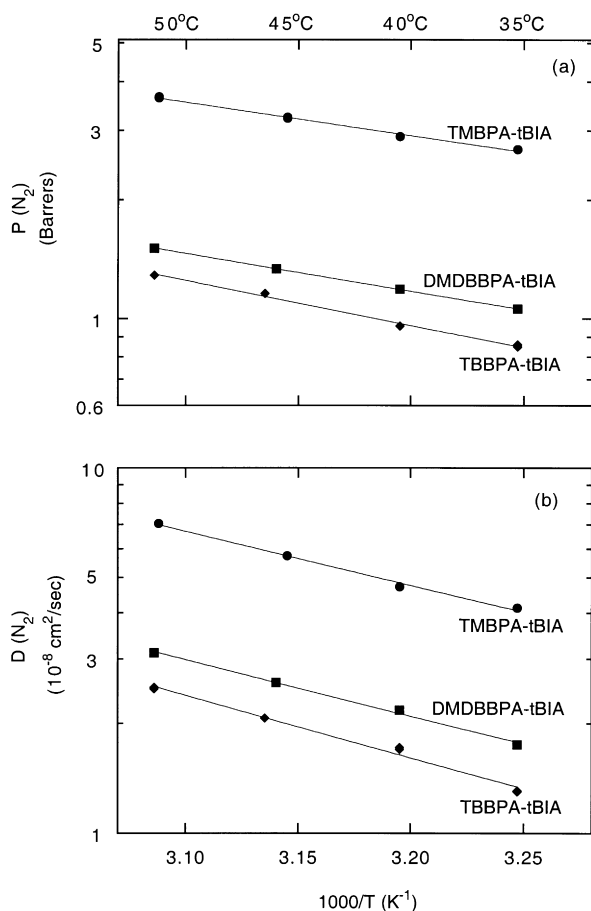 50°C 45°C 40°C 35°C
5
(a)
TMBPA-tBIA
3
P (N₂)
(Barrers)
DMDBBPA-tBIA
1
TBBPA-tBIA
0.6
10
(b)
5
TMBPA-tBIA
D (N₂)
(10⁻⁸ cm²/sec)
3
DMDBBPA-tBIA
TBBPA-tBIA
1
3.10 3.15 3.20 3.25
1000/T (K⁻¹)